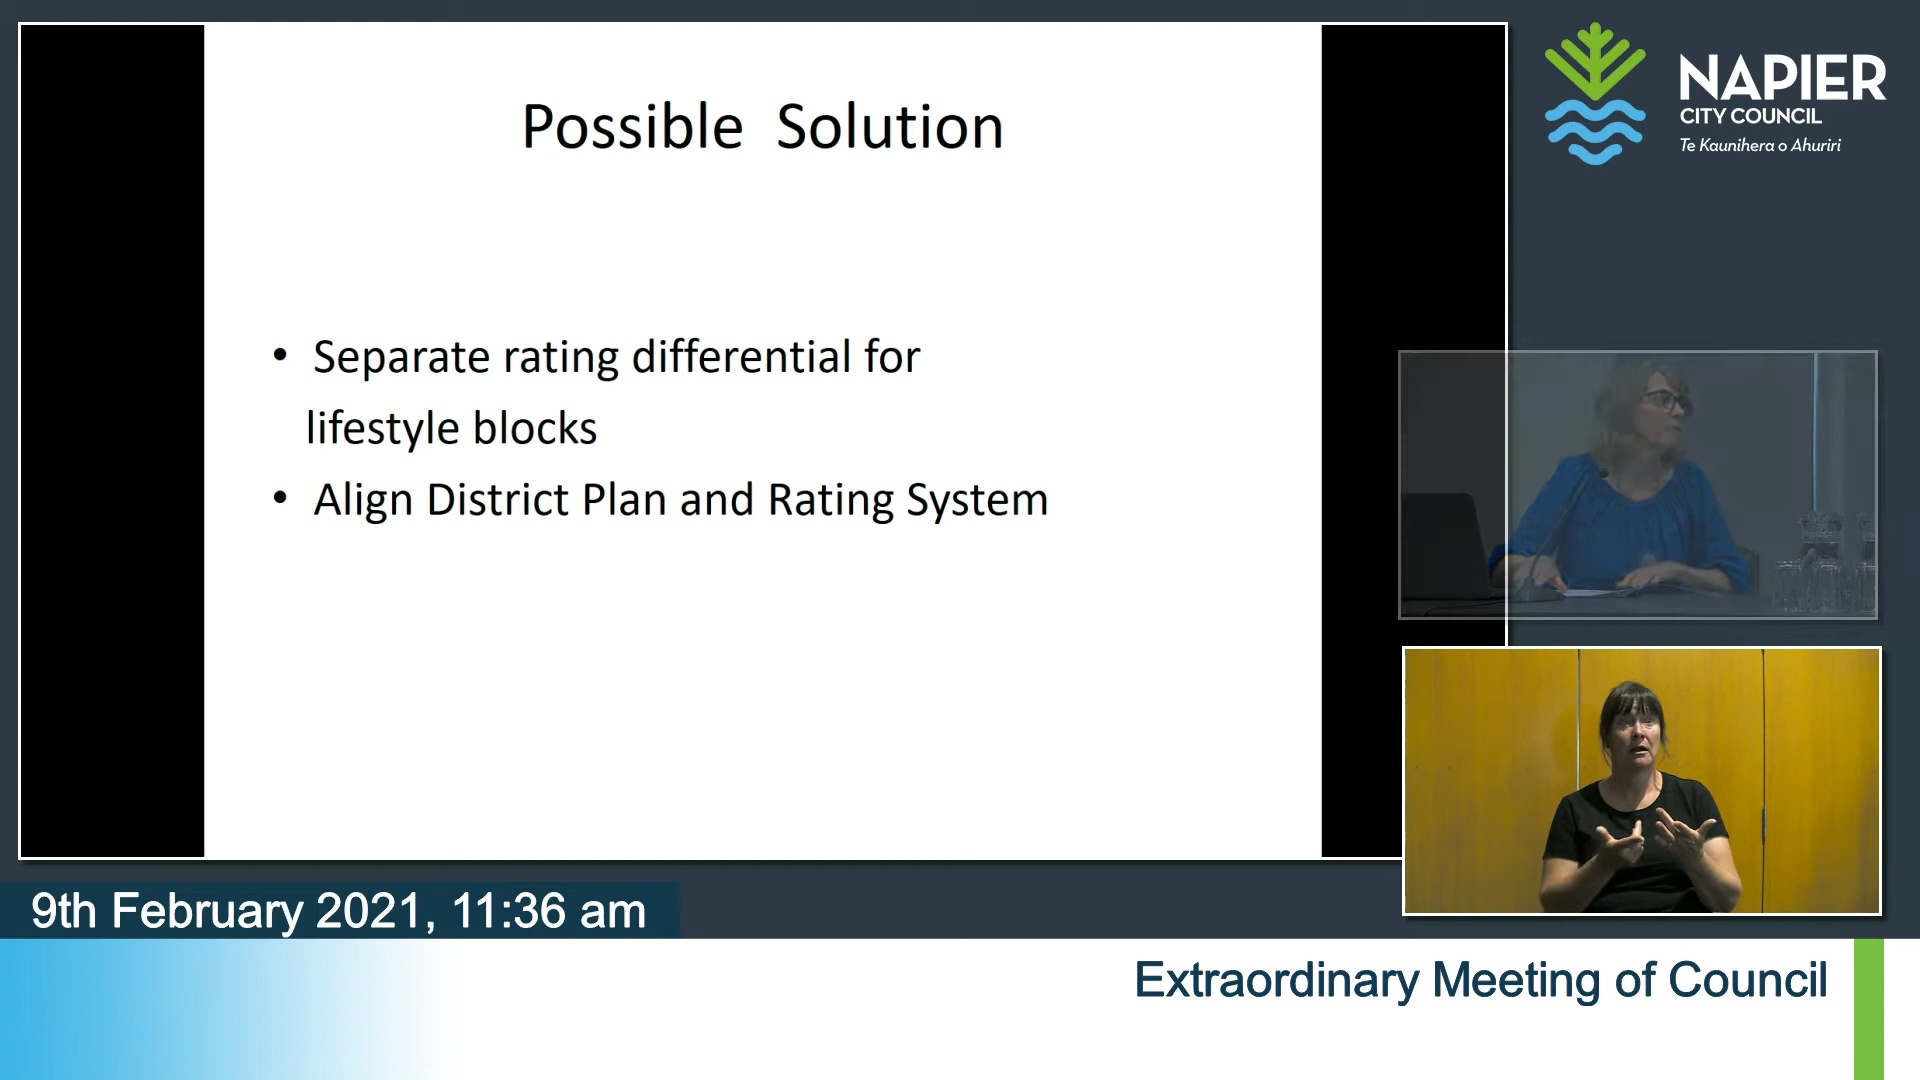 Possible Solution
• Separate rating differential for
lifestyle blocks
• Align District Plan and Rating System
NAPIER
CITY COUNCIL
Te Kaunihera o Ahuriri
9th February 2021, 11:36 am
Extraordinary Meeting of Council